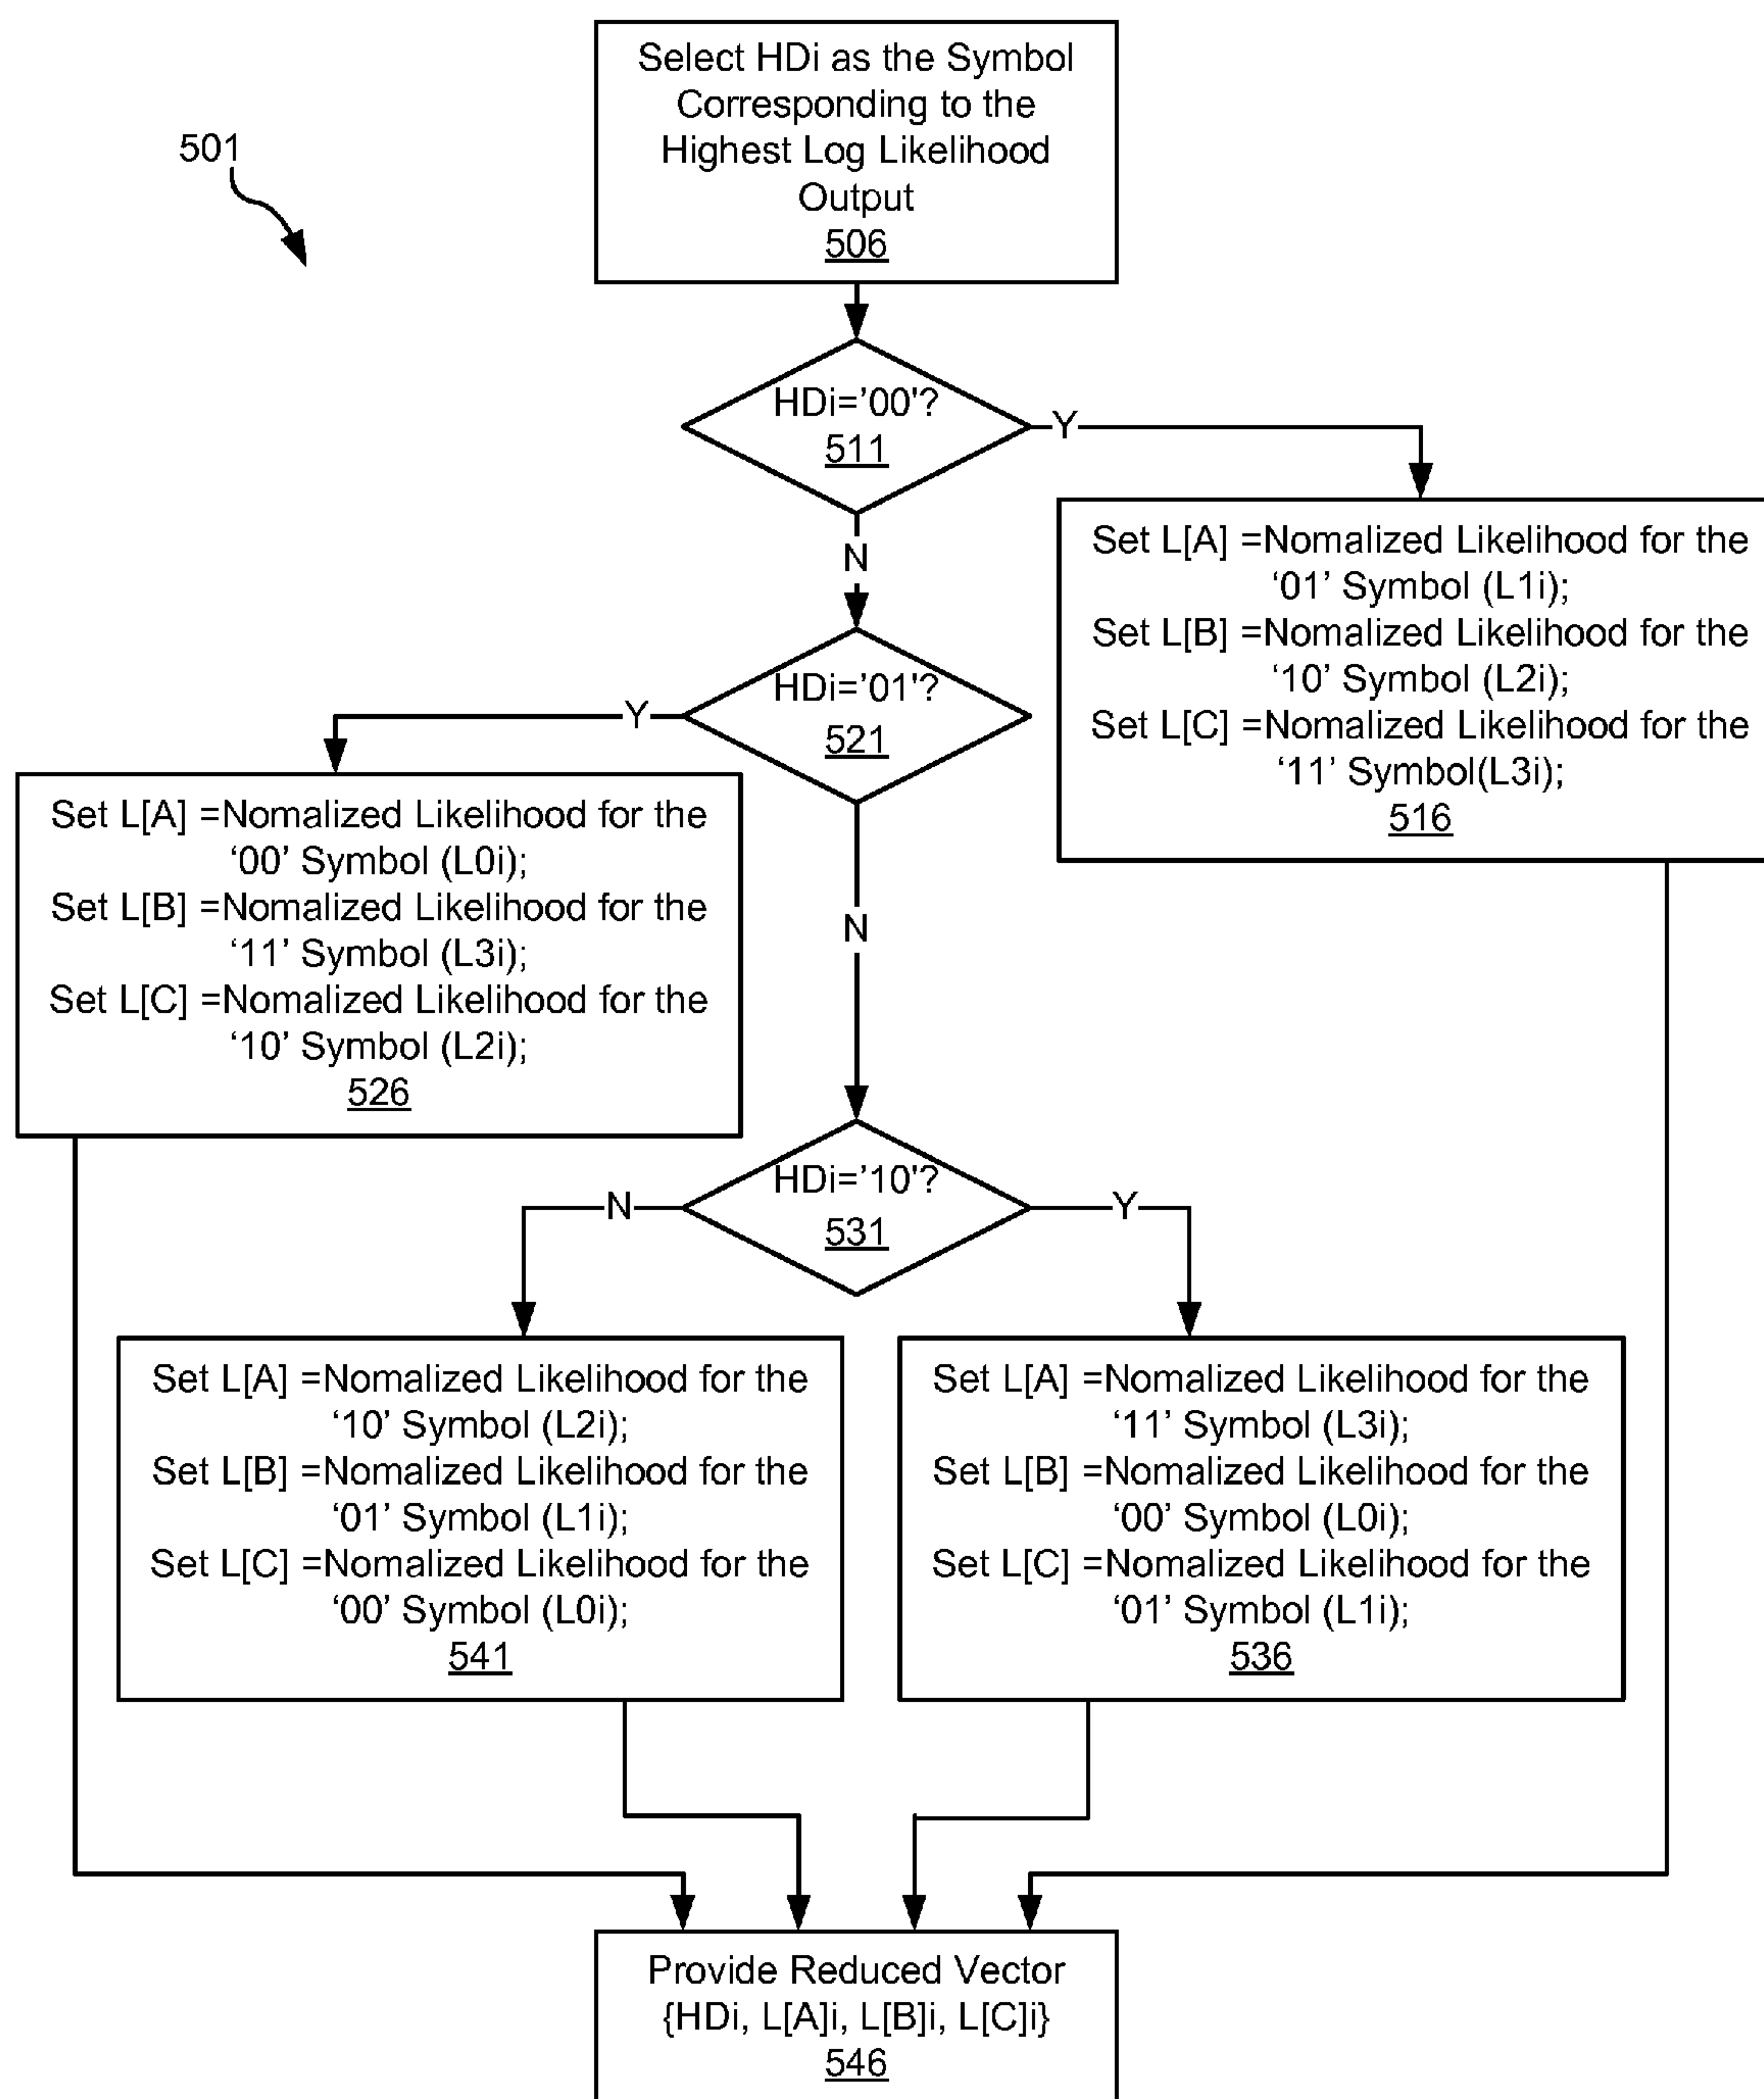 501
Select HDi as the Symbol
Corresponding to the
Highest Log Likelihood
Output
506
HDi='00'?
511
Y
N
Set L[A] =Nomalized Likelihood for the
‘01’ Symbol (L1i);
Set L[B] =Nomalized Likelihood for the
‘10’ Symbol (L2i);
Set L[C] =Nomalized Likelihood for the
‘11’ Symbol(L3i);
516
HDi='01'?
521
Y
N
Set L[A] =Nomalized Likelihood for the
‘00’ Symbol (L0i);
Set L[B] =Nomalized Likelihood for the
‘11’ Symbol (L3i);
Set L[C] =Nomalized Likelihood for the
‘10’ Symbol (L2i);
526
HDi='10'?
531
N
Y
Set L[A] =Nomalized Likelihood for the
‘10’ Symbol (L2i);
Set L[B] =Nomalized Likelihood for the
‘01’ Symbol (L1i);
Set L[C] =Nomalized Likelihood for the
‘00’ Symbol (L0i);
541
Set L[A] =Nomalized Likelihood for the
‘11’ Symbol (L3i);
Set L[B] =Nomalized Likelihood for the
‘00’ Symbol (L0i);
Set L[C] =Nomalized Likelihood for the
‘01’ Symbol (L1i);
536
Provide Reduced Vector
{HDi, L[A]i, L[B]i, L[C]i}
546